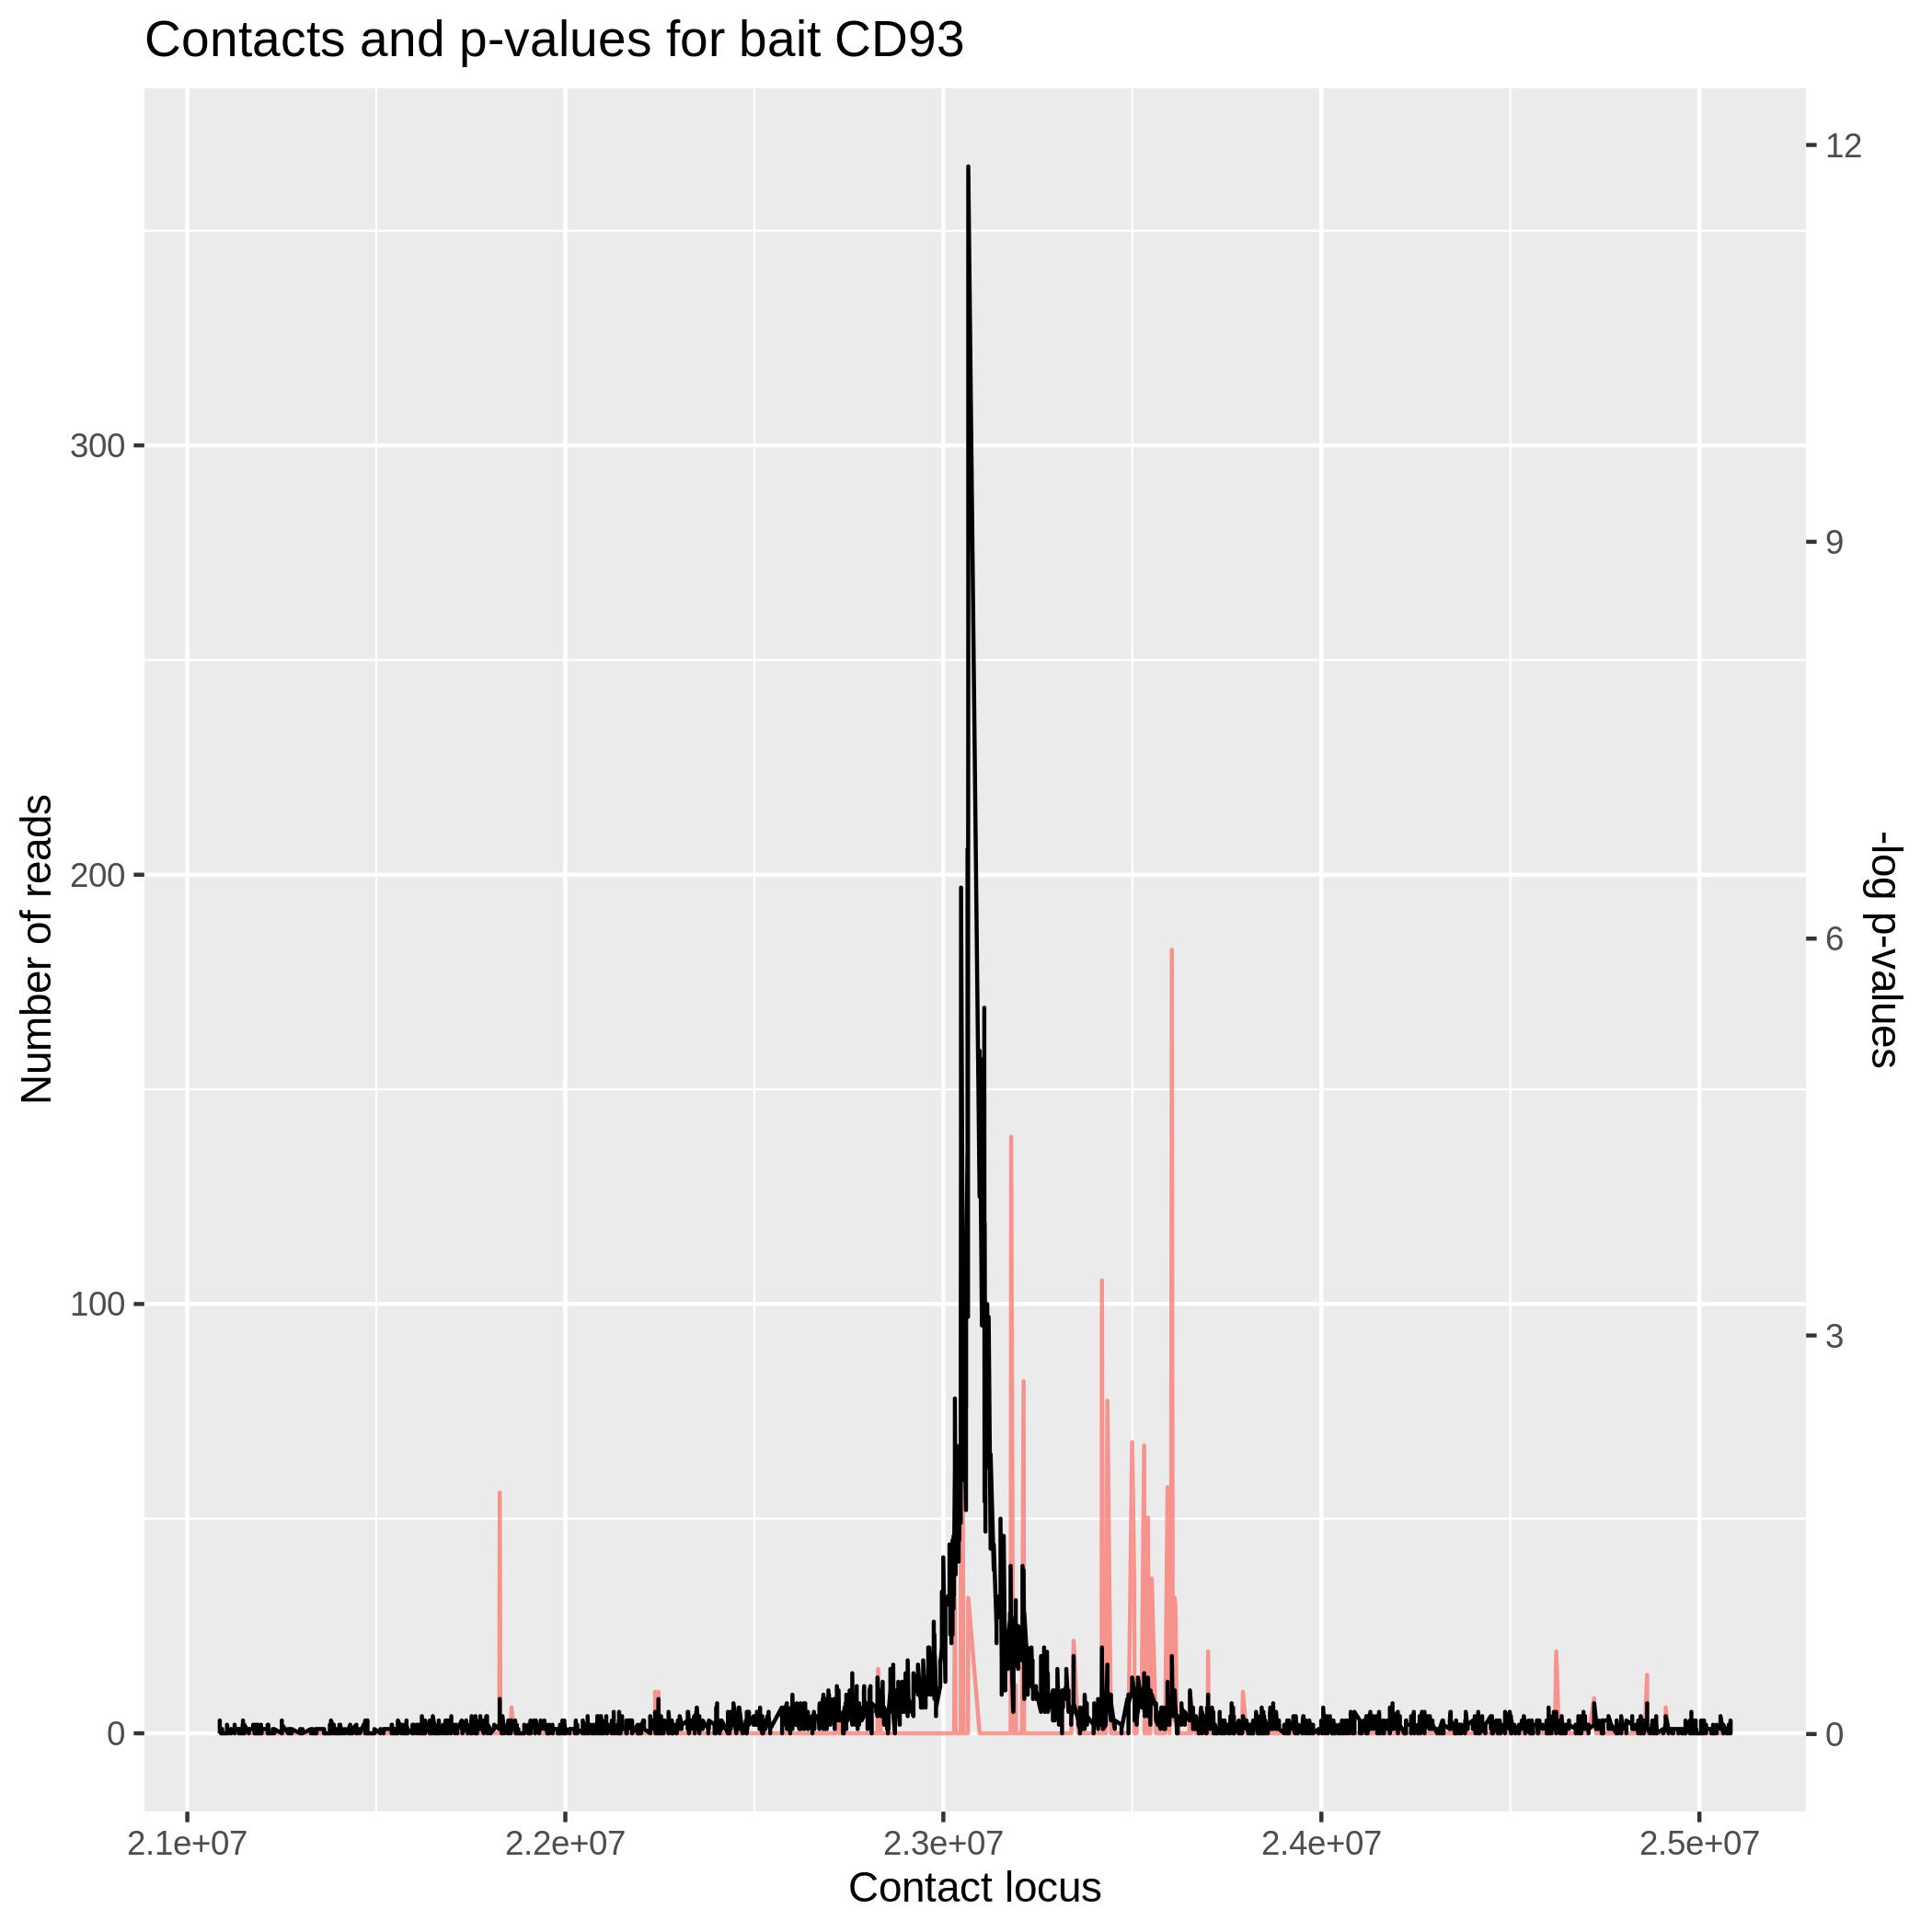 Contacts and p-values for bait CD93
Number of reads
300
200
100
0
12
9
6
3
0
-log p-values
2.1e+07
2.2e+07
2.3e+07
2.4e+07
2.5e+07
Contact locus